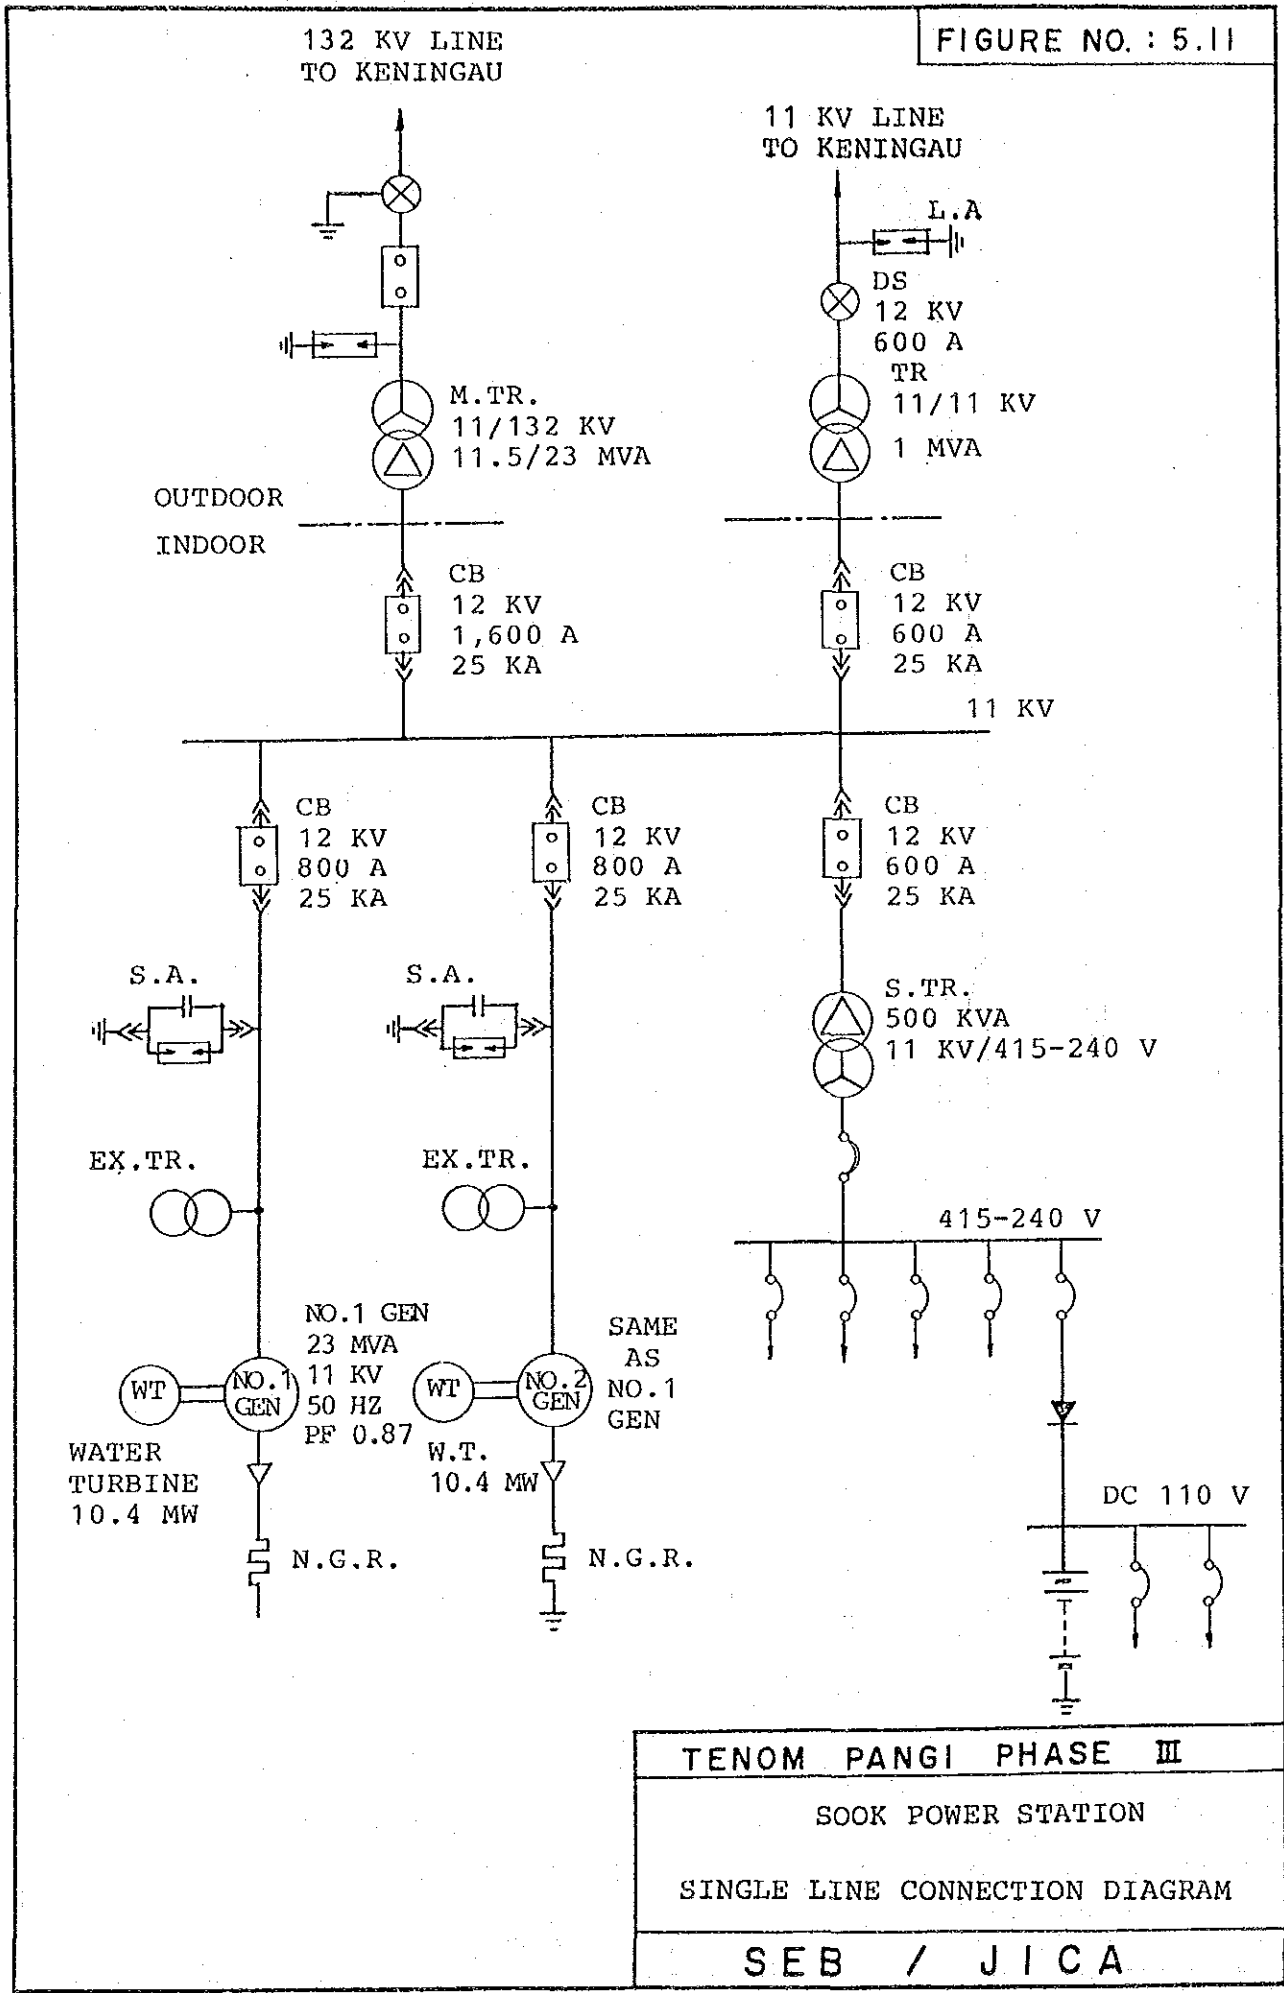 FIGURE NO. : 5.11
132 KV LINE
TO KENINGAU
11 KV LINE
TO KENINGAU
L.A
DS
12 KV
600 A
TR
11/11 KV
1 MVA
M.TR.
11/132 KV
11.5/23 MVA
OUTDOOR
INDOOR
CB
12 KV
1,600 A
25 KA
CB
12 KV
600 A
25 KA
11 KV
CB
12 KV
800 A
25 KA
CB
12 KV
800 A
25 KA
CB
12 KV
600 A
25 KA
S.A.
S.A.
S.TR.
500 KVA
11 KV/415-240 V
EX.TR.
EX.TR.
415-240 V
NO.1 GEN
23 MVA
11 KV
50 HZ
PF 0.87
WT
NO.1
GEN
WATER
TURBINE
10.4 MW
WT
NO.2
GEN
SAME
AS
NO.1
GEN
W.T.
10.4 MW
N.G.R.
N.G.R.
DC 110 V
TENOM PANGI PHASE III
SOOK POWER STATION
SINGLE LINE CONNECTION DIAGRAM
SEB / JICA